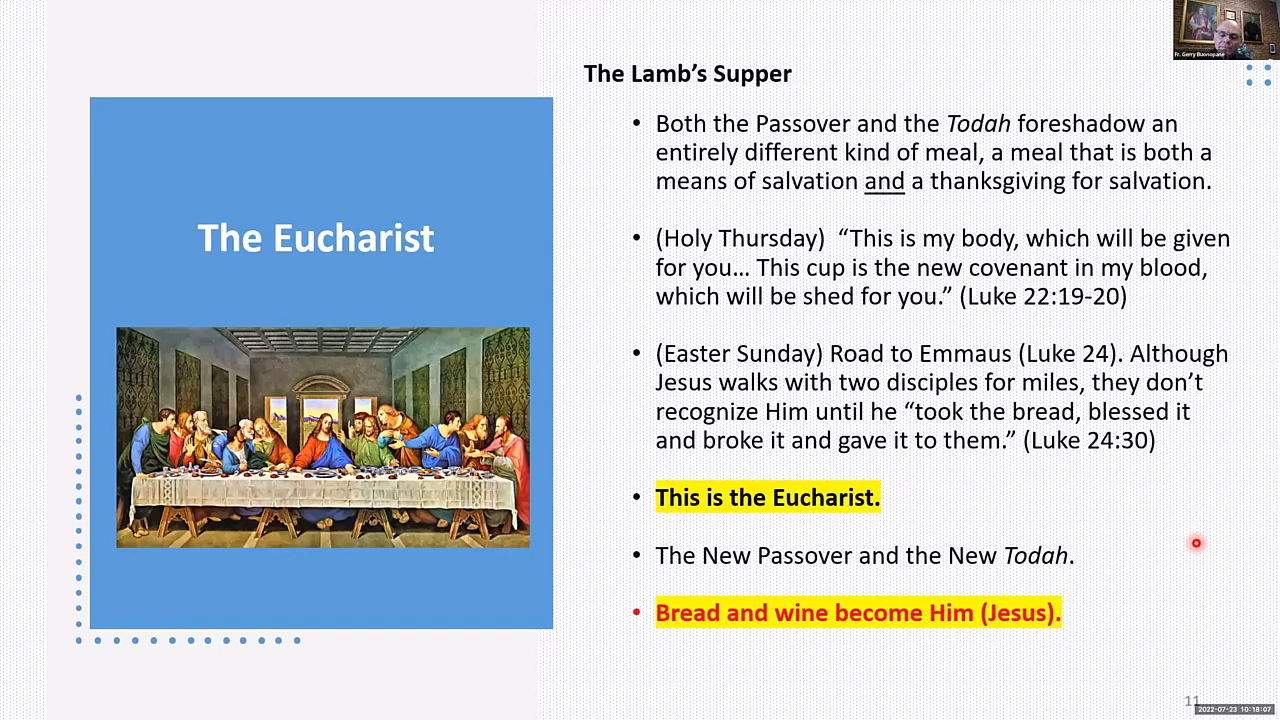 Fr. Gerry Buonopane
The Lamb’s Supper
The Eucharist
• Both the Passover and the Todah foreshadow an
entirely different kind of meal, a meal that is both a
means of salvation and a thanksgiving for salvation.
• (Holy Thursday)  “This is my body, which will be given
for you… This cup is the new covenant in my blood,
which will be shed for you.” (Luke 22:19-20)
• (Easter Sunday) Road to Emmaus (Luke 24). Although
Jesus walks with two disciples for miles, they don’t
recognize Him until he “took the bread, blessed it
and broke it and gave it to them.” (Luke 24:30)
• This is the Eucharist.
• The New Passover and the New Todah.
• Bread and wine become Him (Jesus).
11
2022-07-23 10:18:07